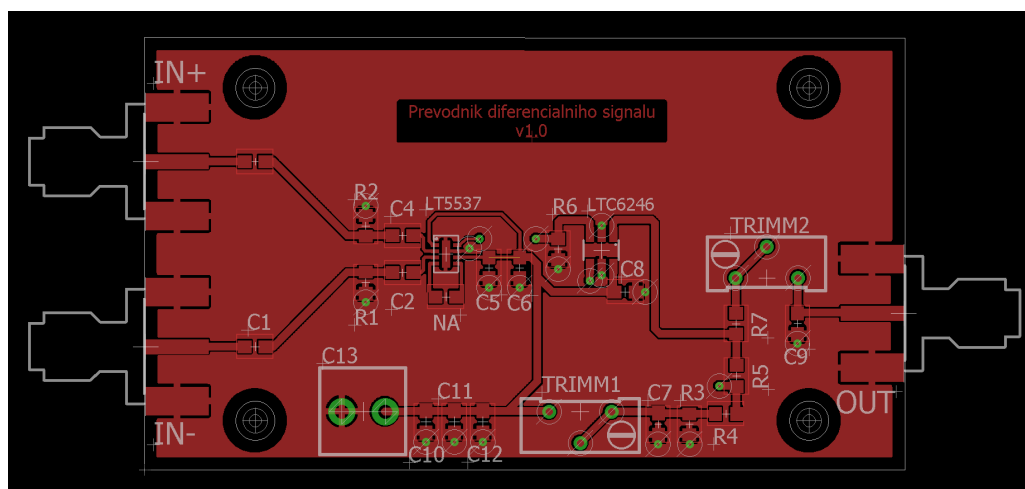 IN+
Prevodnik diferencialniho signalu
v1.0
R2
C4
LT5537
R6
LTC6246
TRIMM2
C8
C5
C6
R1
C2
NA
C1
R7
C9
C13
C11
TRIMM1
C7
R3
R5
OUT
IN-
C10
C12
R4